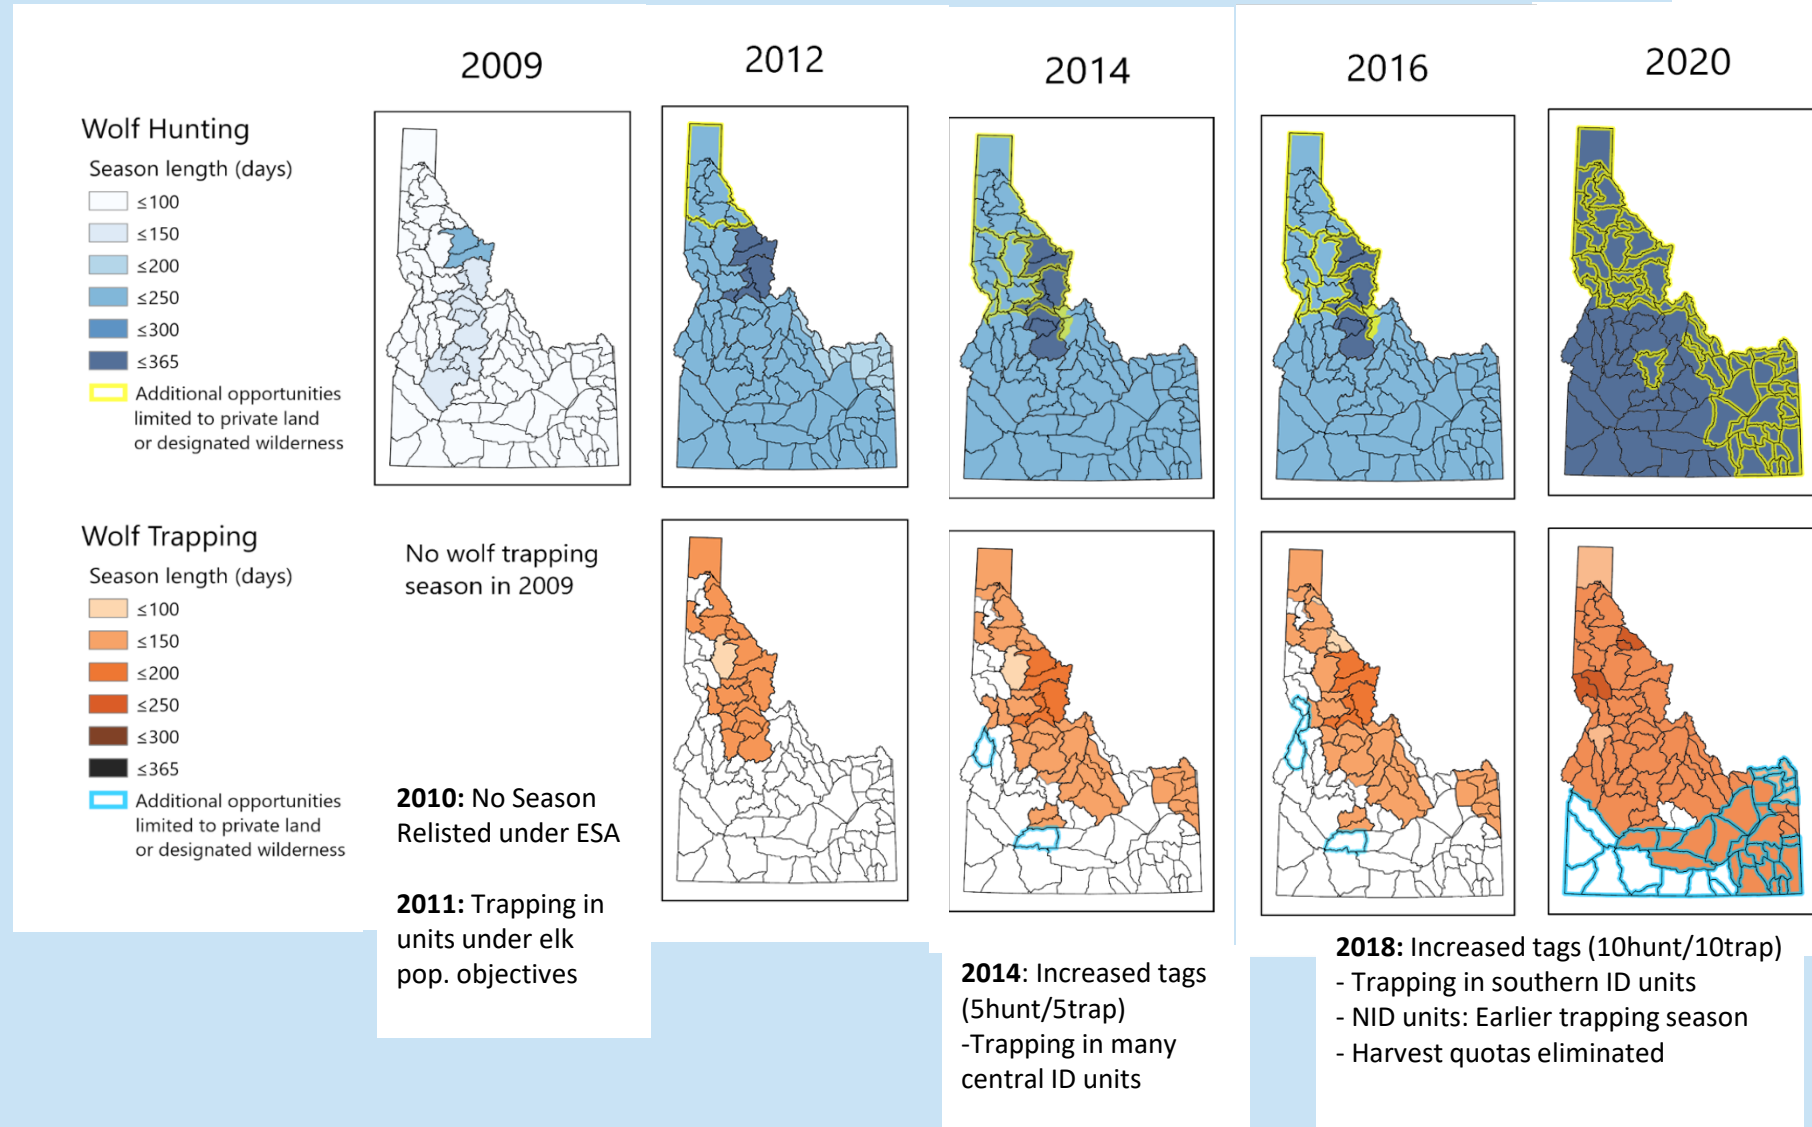 2009
2012
2014
2016
2020
Wolf Hunting
Season length (days)
≤100
≤150
≤200
≤250
≤300
≤365
Additional opportunities
limited to private land
or designated wilderness
Wolf Trapping
Season length (days)
≤100
≤150
≤200
≤250
≤300
≤365
Additional opportunities
limited to private land
or designated wilderness
No wolf trapping
season in 2009
2010: No Season
Relisted under ESA
2011: Trapping in
units under elk
pop. objectives
2014: Increased tags
(5hunt/5trap)
-Trapping in many
central ID units
2018: Increased tags (10hunt/10trap)
- Trapping in southern ID units
- NID units: Earlier trapping season
- Harvest quotas eliminated